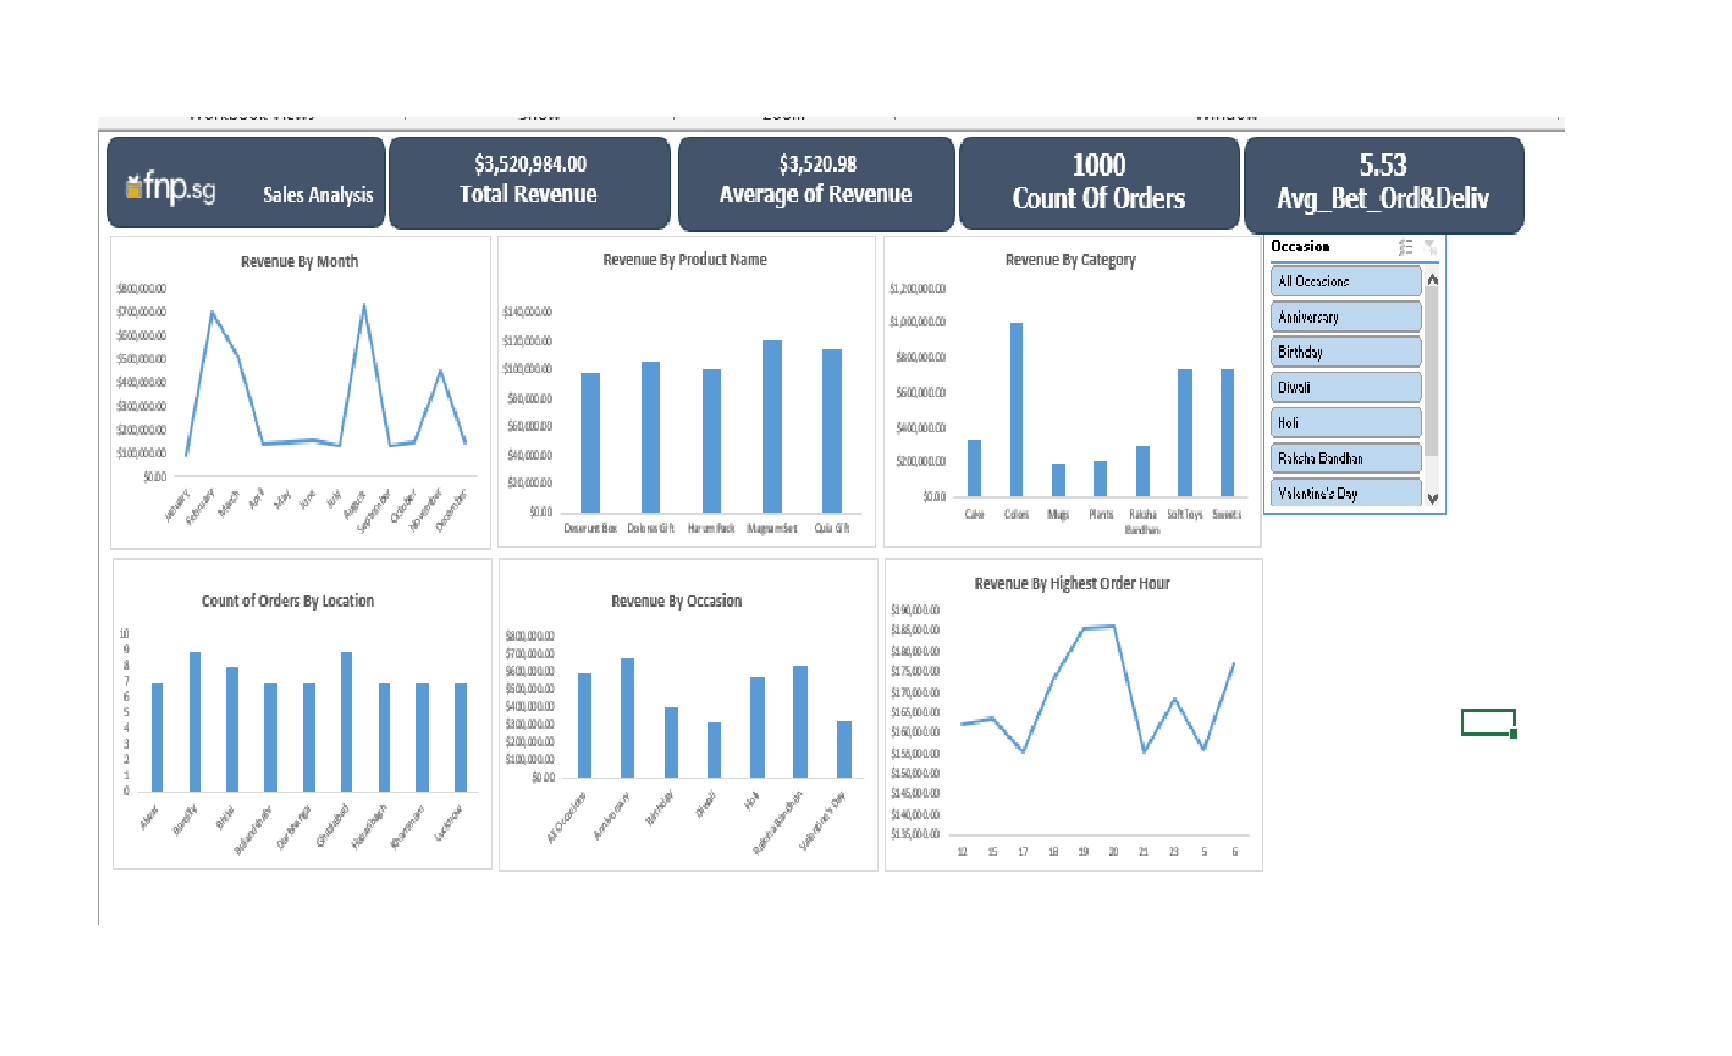 fnp.sg
Sales Analysis
$3,520,984.00
Total Revenue
$3,520.98
Average of Revenue
1000
Count Of Orders
5.53
Avg_Bet_Ord&Deliv
Revenue By Month
$800,000.00
$700,000.00
$600,000.00
$500,000.00
$400,000.00
$300,000.00
$200,000.00
$100,000.00
$0.00
January
February
March
April
May
June
July
August
September
October
November
December
Revenue By Product Name
$140,000.00
$120,000.00
$100,000.00
$80,000.00
$60,000.00
$40,000.00
$20,000.00
$0.00
Deserunt Box
Dolores Gift
Harum Pack
Magnam Set
Quia Gift
Revenue By Category
$1,200,000.00
$1,000,000.00
$800,000.00
$600,000.00
$400,000.00
$200,000.00
$0.00
Cake
Colors
Mugs
Plants
Raksha
Bandhan
Soft Toys
Sweets
Occasion
All Occasions
Anniversary
Birthday
Diwali
Holi
Raksha Bandhan
Valentine's Day
Count of Orders By Location
10
9
8
7
6
5
4
3
2
1
0
Bhilai
Dibrugarh
Ghaziabad
Hazaribagh
Khammam
Lucknow
Revenue By Occasion
$800,000.00
$700,000.00
$600,000.00
$500,000.00
$400,000.00
$300,000.00
$200,000.00
$100,000.00
$0.00
All Occasions
Anniversary
Birthday
Diwali
Holi
Raksha Bandhan
Valentine's Day
Revenue By Highest Order Hour
$190,000.00
$185,000.00
$180,000.00
$175,000.00
$170,000.00
$165,000.00
$160,000.00
$155,000.00
$150,000.00
$145,000.00
$140,000.00
$135,000.00
12
15
17
18
19
20
21
23
5
6